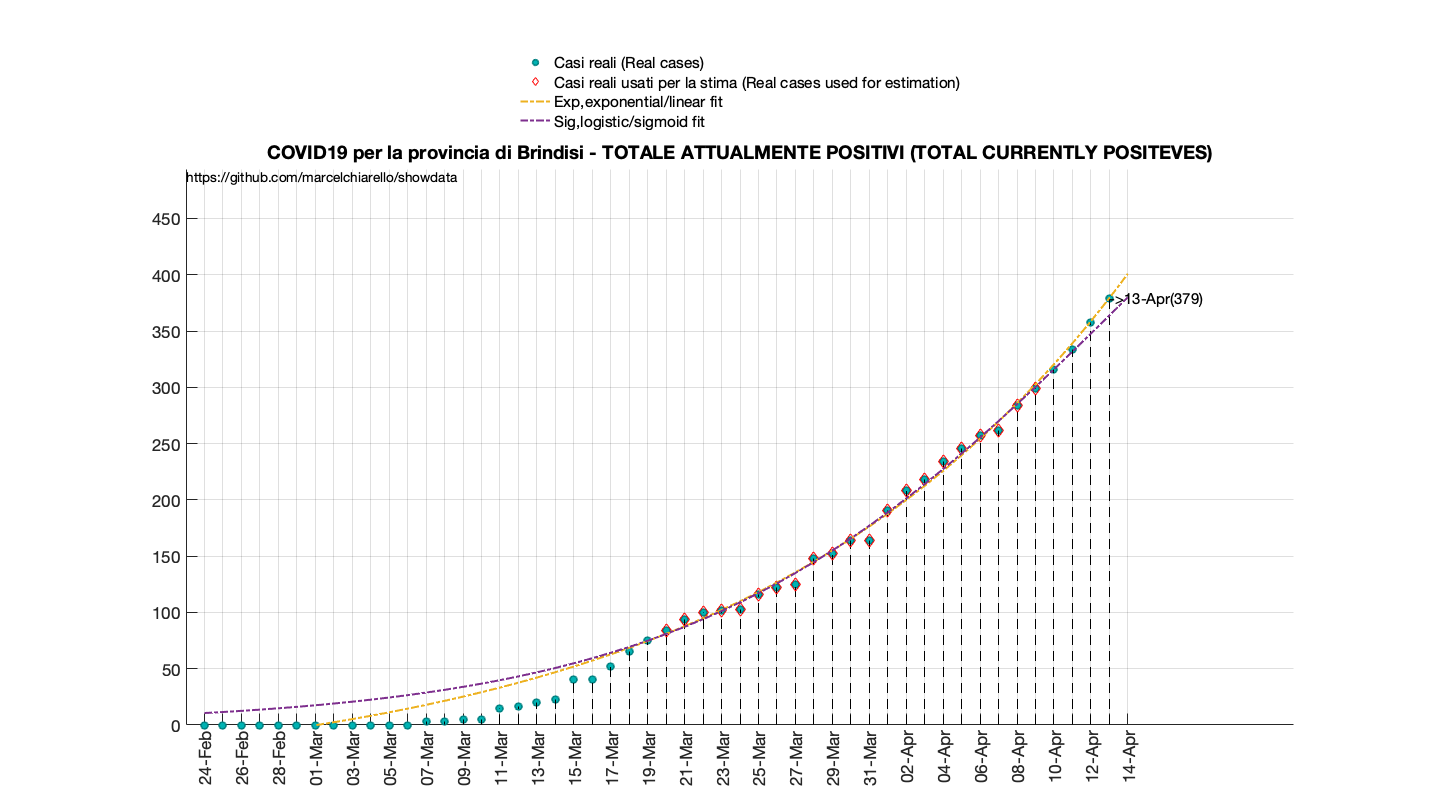 Casi reali (Real cases)
Casi reali usati per la stima (Real cases used for estimation)
Exp,exponential/linear fit
Sig,logistic/sigmoid fit
COVID19 per la provincia di Brindisi - TOTALE ATTUALMENTE POSITIVI (TOTAL CURRENTLY POSITEVES)
https://github.com/marcelchiarello/showdata
450
400
350
300
250
200
150
100
50
0
>13-Apr(379)
24-Feb
26-Feb
28-Feb
01-Mar
03-Mar
05-Mar
07-Mar
09-Mar
11-Mar
13-Mar
15-Mar
17-Mar
19-Mar
21-Mar
23-Mar
25-Mar
27-Mar
29-Mar
31-Mar
02-Apr
04-Apr
06-Apr
08-Apr
10-Apr
12-Apr
14-Apr